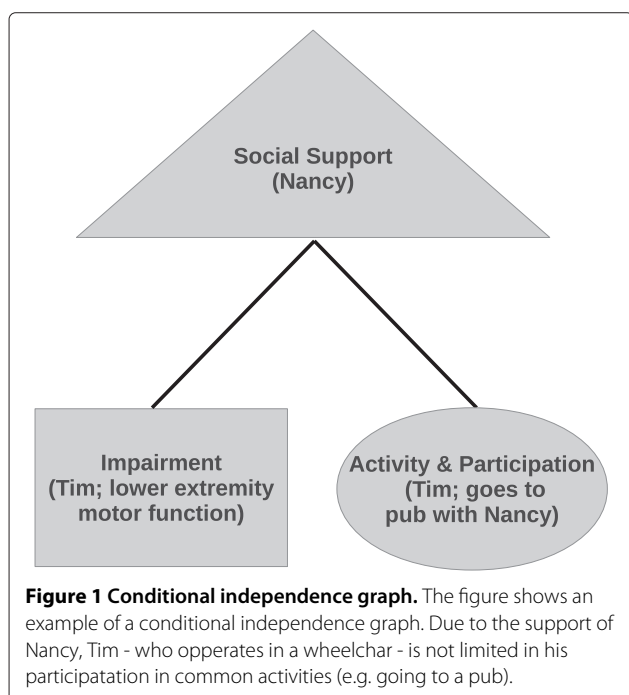 Social Support
(Nancy)
Impairment
(Tim; lower extremity
motor function)
Activity & Participation
(Tim; goes to
pub with Nancy)
Figure 1 Conditional independence graph. The figure shows an
example of a conditional independence graph. Due to the support of
Nancy, Tim - who opperates in a wheelchar - is not limited in his
participatation in common activities (e.g. going to a pub).